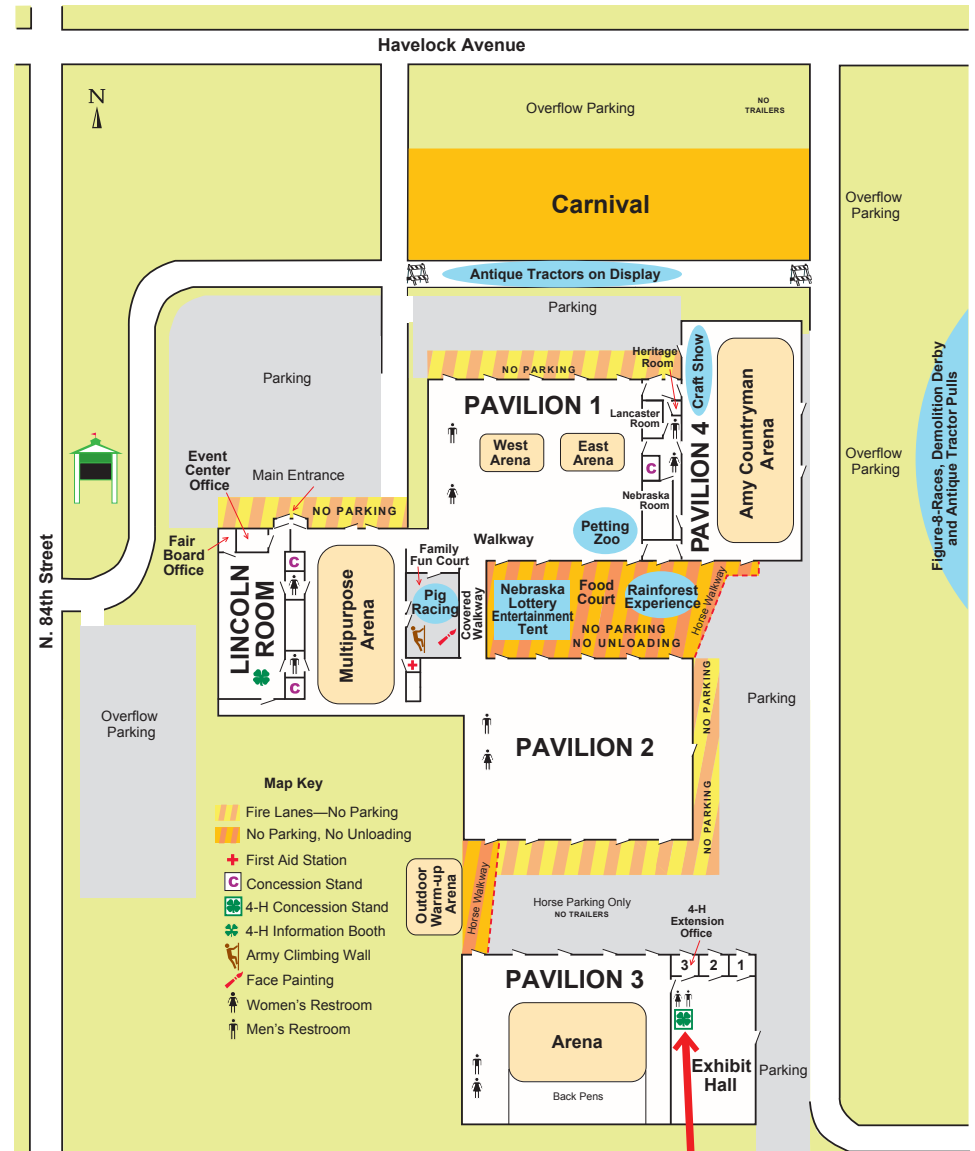 Havelock Avenue
N
Overflow Parking
NO
TRAILERS
Carnival
Overflow
Parking
Antique Tractors on Display
Parking
Heritage
Room
Craft Show
NO PARKING
Parking
PAVILION 1
Lancaster
Room
West
Arena
East
Arena
C
PAVILION 4
Amy Countryman
Arena
Overflow
Parking
Figure-8-Races, Demolition Derby
and Antique Tractor Pulls
Event
Center
Office
Main Entrance
Nebraska
Room
NO PARKING
Petting
Zoo
Fair
Board
Office
Walkway
Family
Fun Court
C
N. 84th Street
LINCOLN
ROOM
Multipurpose
Arena
Pig
Racing
Covered
Walkway
Nebraska
Lottery
Entertainment
Tent
Food
Court
Rainforest
Experience
NO PARKING
NO UNLOADING
Horse Walkway
C
Overflow
Parking
NO PARKING
Parking
PAVILION 2
NO PARKING
Map Key
Fire Lanes—No Parking
No Parking, No Unloading
First Aid Station
C
Concession Stand
4-H Concession Stand
4-H Information Booth
Army Climbing Wall
Face Painting
Women's Restroom
Men's Restroom
Outdoor
Warm-up
Arena
Horse Walkway
Horse Parking Only
NO TRAILERS
4-H
Extension
Office
PAVILION 3
3
2
1
Arena
Exhibit
Hall
Parking
Back Pens